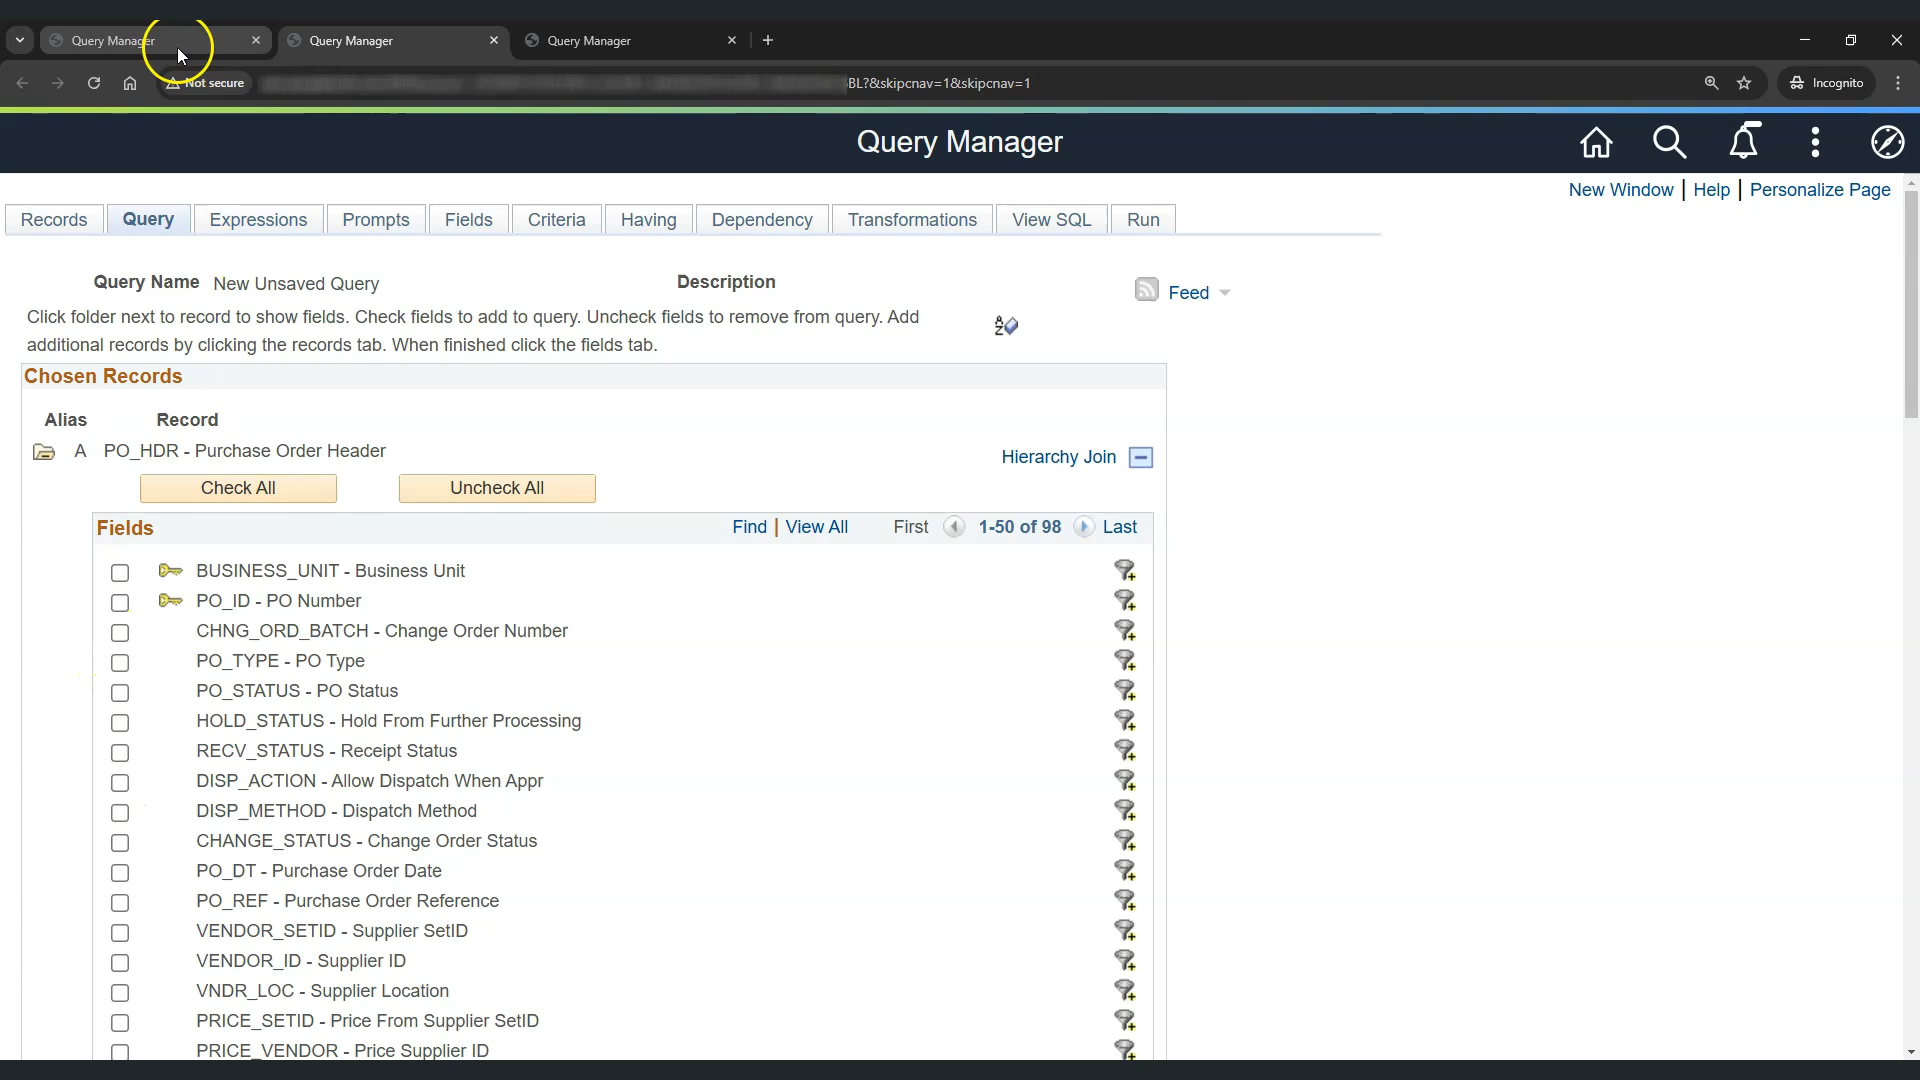 Query Manager
Query Manager
Query Manager
Not secure
BL?&skipcnav=1&skipcnav=1
Incognito
Query Manager
New Window | Help | Personalize Page
Records
Query
Expressions
Prompts
Fields
Criteria
Having
Dependency
Transformations
View SQL
Run
Query Name New Unsaved Query
Description
Feed
Click folder next to record to show fields. Check fields to add to query. Uncheck fields to remove from query. Add
additional records by clicking the records tab. When finished click the fields tab.
Chosen Records
Alias Record
A PO_HDR - Purchase Order Header
Hierarchy Join
Check All
Uncheck All
Fields
Find | View All
First 1-50 of 98 Last
BUSINESS_UNIT - Business Unit
PO_ID - PO Number
CHNG_ORD_BATCH - Change Order Number
PO_TYPE - PO Type
PO_STATUS - PO Status
HOLD_STATUS - Hold From Further Processing
RECV_STATUS - Receipt Status
DISP_ACTION - Allow Dispatch When Appr
DISP_METHOD - Dispatch Method
CHANGE_STATUS - Change Order Status
PO_DT - Purchase Order Date
PO_REF - Purchase Order Reference
VENDOR_SETID - Supplier SetID
VENDOR_ID - Supplier ID
VNDR_LOC - Supplier Location
PRICE_SETID - Price From Supplier SetID
PRICE_VENDOR - Price Supplier ID